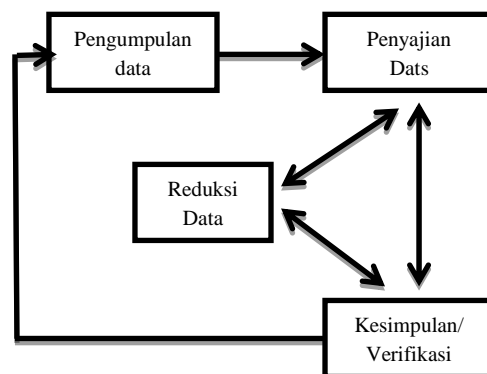 Pengumpulan
data
Penyajian
Dats
Reduksi
Data
Kesimpulan/
Verifikasi